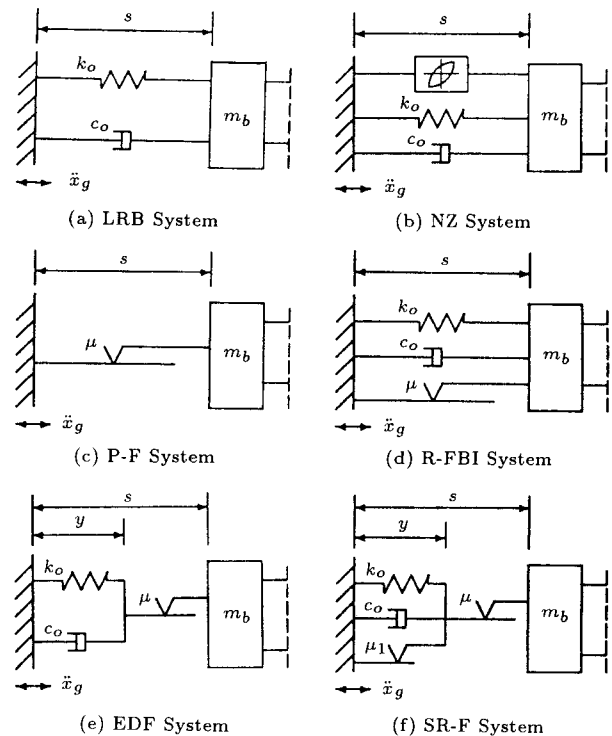 s
k_o
c_o
m_b
ẍ_g
(a) LRB System
s
k_o
c_o
m_b
ẍ_g
(b) NZ System
s
μ
m_b
ẍ_g
(c) P-F System
s
k_o
c_o
μ
m_b
ẍ_g
(d) R-FBI System
s
y
k_o
c_o
μ
m_b
ẍ_g
(e) EDF System
s
y
k_o
c_o
μ_1
μ
m_b
ẍ_g
(f) SR-F System